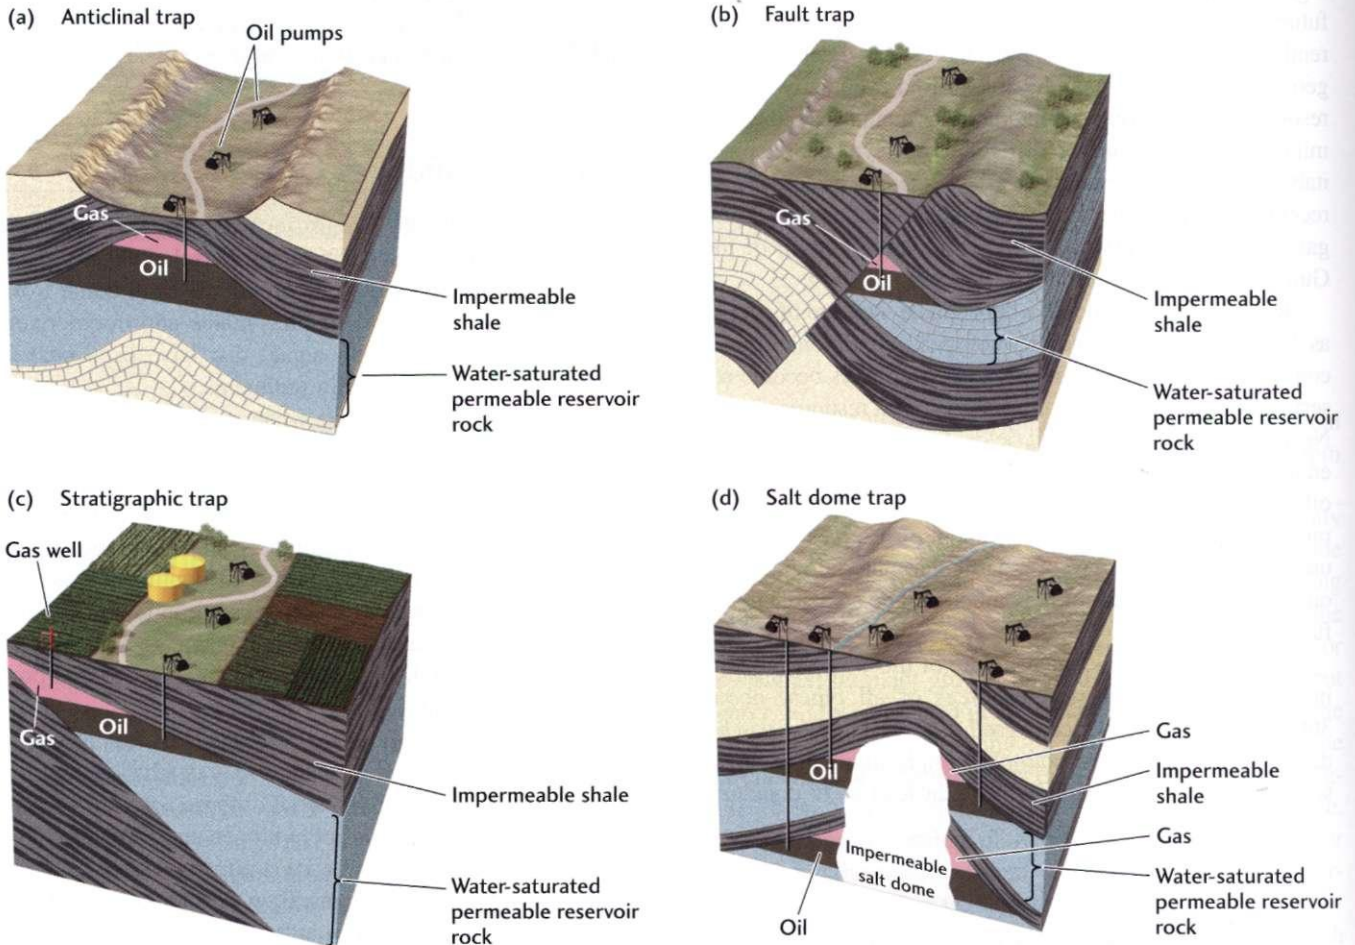 (a) Anticlinal trap
Oil pumps
Gas
Oil
Impermeable
shale
Water-saturated
permeable reservoir
rock
(b) Fault trap
Gas
Oil
Impermeable
shale
Water-saturated
permeable reservoir
rock
(c) Stratigraphic trap
Gas well
Gas
Oil
Impermeable shale
Water-saturated
permeable reservoir
rock
(d) Salt dome trap
Oil
Gas
Impermeable
shale
Gas
Water-saturated
permeable reservoir
rock
Impermeable
salt dome
Oil